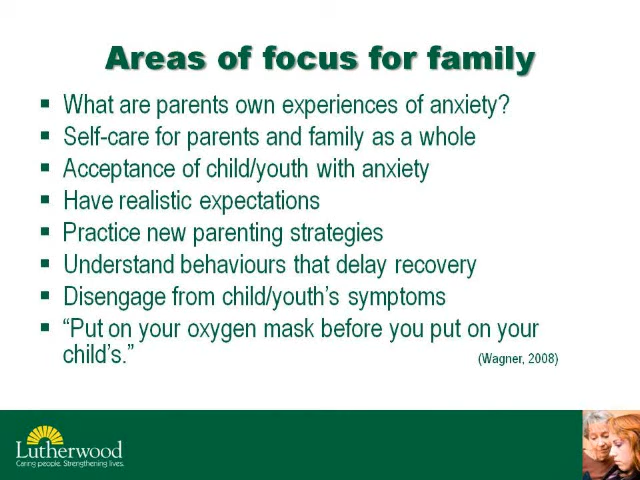 Areas of focus for family
▪ What are parents own experiences of anxiety?
▪ Self-care for parents and family as a whole
▪ Acceptance of child/youth with anxiety
▪ Have realistic expectations
▪ Practice new parenting strategies
▪ Understand behaviours that delay recovery
▪ Disengage from child/youth's symptoms
▪ “Put on your oxygen mask before you put on your
child's.” (Wagner, 2008)
Lutherwood
Caring people. Strengthening lives.